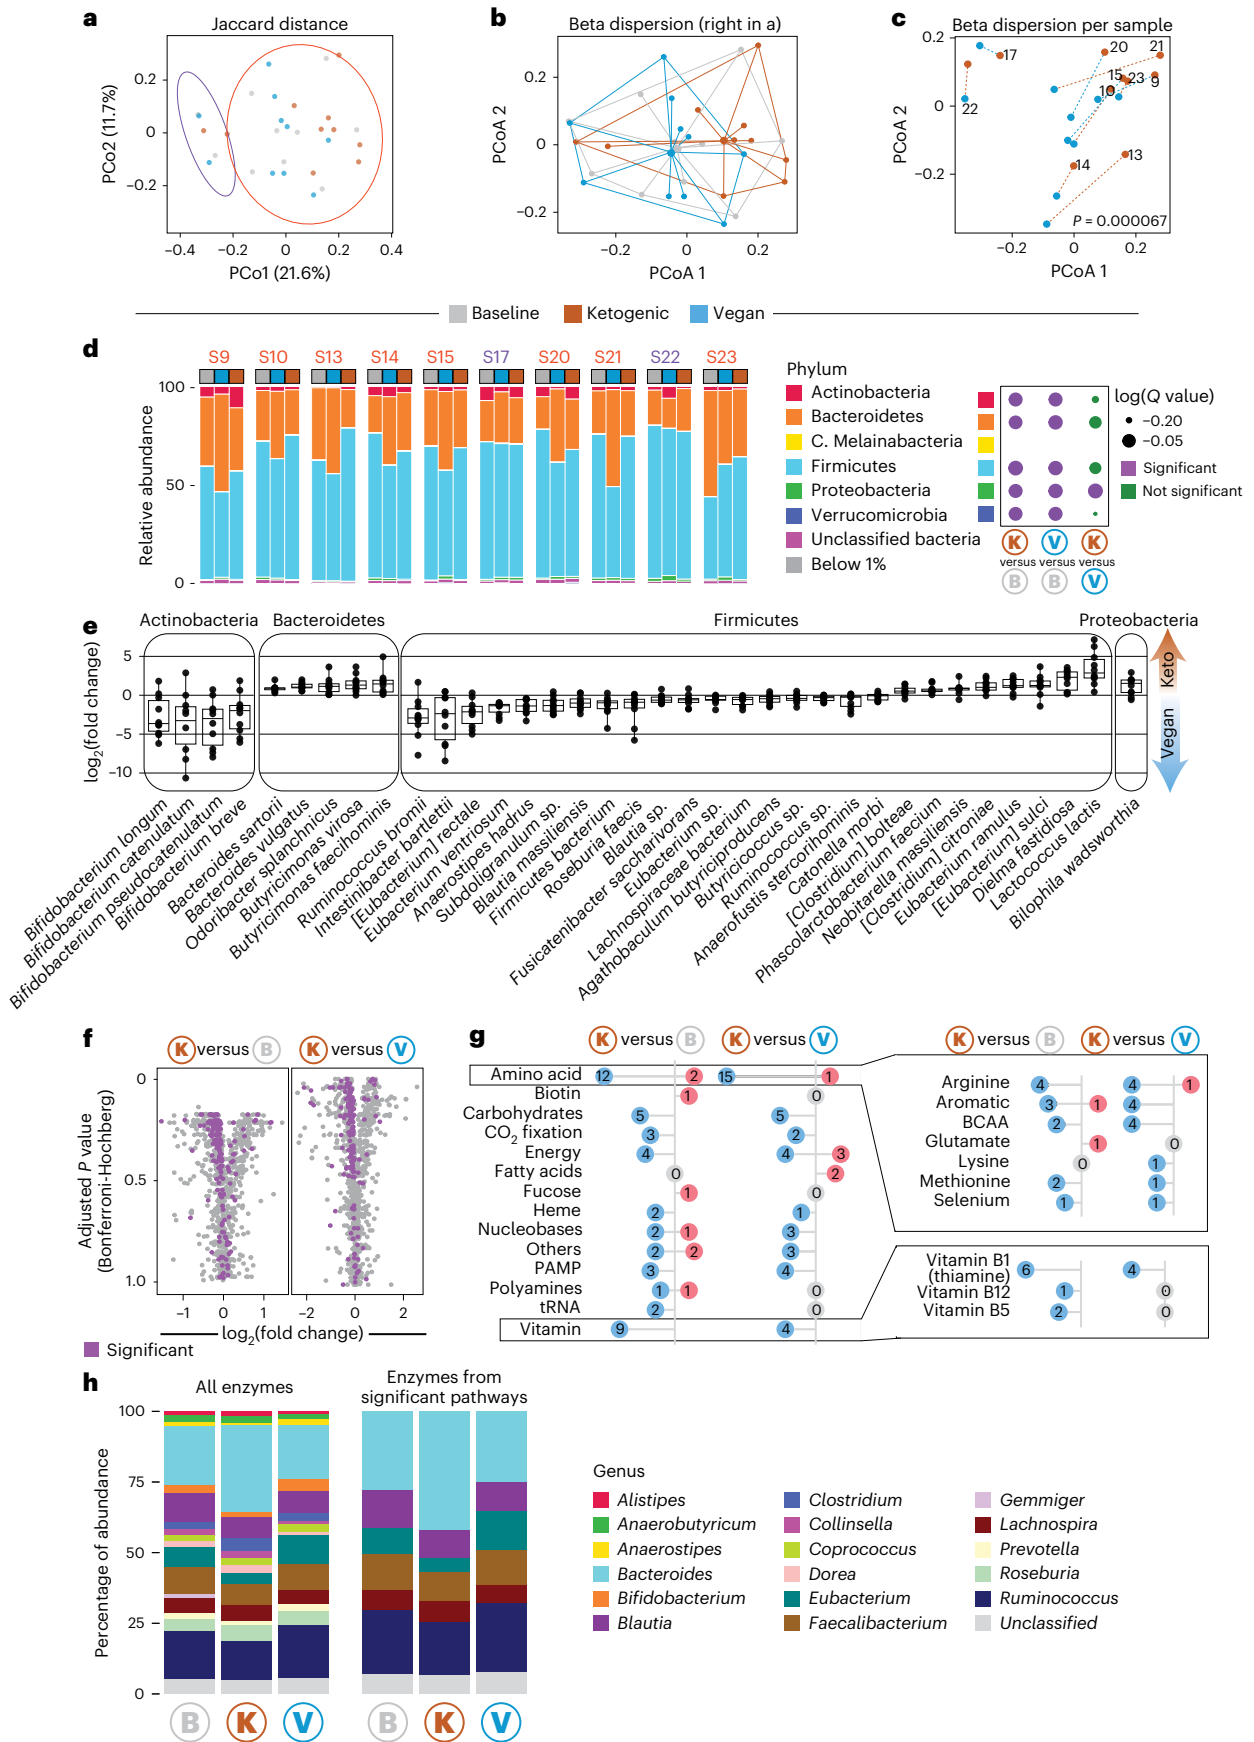 a
Jaccard distance
PCo2 (11.7%)
0.2
0
−0.2
−0.4
−0.2
0
0.2
0.4
PCo1 (21.6%)
b
Beta dispersion (right in a)
PCoA 2
0.2
0
−0.2
−0.2
0
0.2
PCoA 1
c
Beta dispersion per sample
PCoA 2
0.2
0
−0.2
17
22
20
21
15
23
9
10
14
13
P = 0.000067
−0.2
0
0.2
PCoA 1
Baseline
Ketogenic
Vegan
d
S9
S10
S13
S14
S15
S17
S20
S21
S22
S23
Relative abundance
100
50
0
Phylum
Actinobacteria
Bacteroidetes
C. Melainabacteria
Firmicutes
Proteobacteria
Verrucomicrobia
Unclassified bacteria
Below 1%
log(Q value)
−0.20
−0.05
Significant
Not significant
K versus B
V versus B
K versus V
e
Actinobacteria
Bacteroidetes
Firmicutes
Proteobacteria
log2(fold change)
5
0
−5
−10
Keto
Vegan
Bifidobacterium longum
Bifidobacterium catenulatum
Bifidobacterium pseudocatenulatum
Bifidobacterium breve
Bacteroides sartorii
Bacteroides vulgatus
Odoribacter splanchnicus
Butyricimonas virosa
Butyricimonas faecihominis
Ruminococcus bromii
Intestinibacter bartlettii
[Eubacterium] rectale
Eubacterium ventriosum
Anaerostipes hadrus
Subdoligranulum sp.
Blautia massiliensis
Firmicutes bacterium
Roseburia faecis
Blautia sp.
Fusicatenibacter saccharivorans
Eubacterium sp.
Lachnospiraceae bacterium
Agathobaculum butyriciproducens
Butyricicoccus sp.
Ruminococcus sp.
Anaerofustis stercorihominis
Catonella morbi
[Clostridium] bolteae
Clostridium faecium
Phascolarctobacterium faecium
Neobitarella massiliensis
[Clostridium] citroniae
Eubacterium ramulus
[Eubacterium] sulci
Dielma fastidiosa
Lactococcus lactis
Bilophila wadsworthia
f
K versus B
K versus V
Adjusted P value
(Bonferroni-Hochberg)
0
0.5
1.0
−1
0
1
−2
0
2
log2(fold change)
Significant
g
K versus B
K versus V
Amino acid 12 2 15 1
Biotin 1 0
Carbohydrates 5 5
CO2 fixation 3 2
Energy 4 4 3
Fatty acids 0 2
Fucose 1 0
Heme 2 1
Nucleobases 2 1 3
Others 2 2 3
PAMP 3 4
Polyamines 1 1 0
tRNA 2 0
Vitamin 9 4
K versus B
K versus V
Arginine 4 4 1
Aromatic 3 1 4
BCAA 2 4
Glutamate 1 0
Lysine 0 1
Methionine 2 1
Selenium 1 1
Vitamin B1
(thiamine) 6 4
Vitamin B12 1 0
Vitamin B5 2 0
h
All enzymes
Enzymes from
significant pathways
Percentage of abundance
100
75
50
25
0
B
K
V
B
K
V
Genus
Alistipes
Anaerobutyricum
Anaerostipes
Bacteroides
Bifidobacterium
Blautia
Clostridium
Collinsella
Coprococcus
Dorea
Eubacterium
Faecalibacterium
Gemmiger
Lachnospira
Prevotella
Roseburia
Ruminococcus
Unclassified